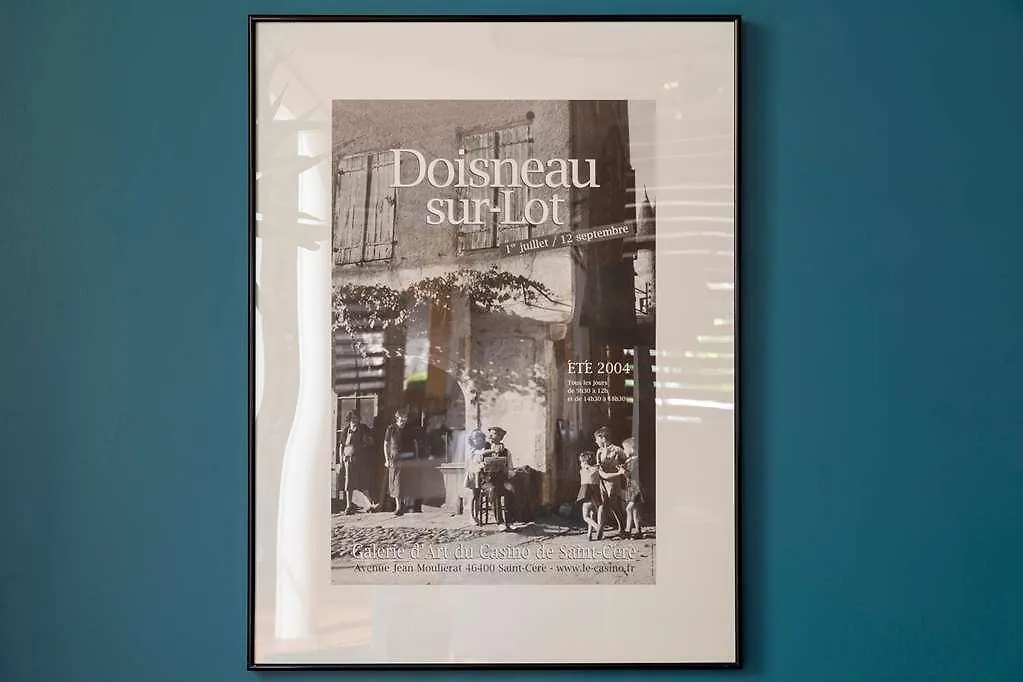 Doisneau
sur-Lot
1er juillet / 12 septembre
ÉTÉ 2004
Tous les jours
de 9h30 à 12h
et de 14h30 à 18h30
Galerie d'Art du Casino de Saint-Céré
Avenue Jean Moulierat 46400 Saint-Céré - www.le-casino.fr